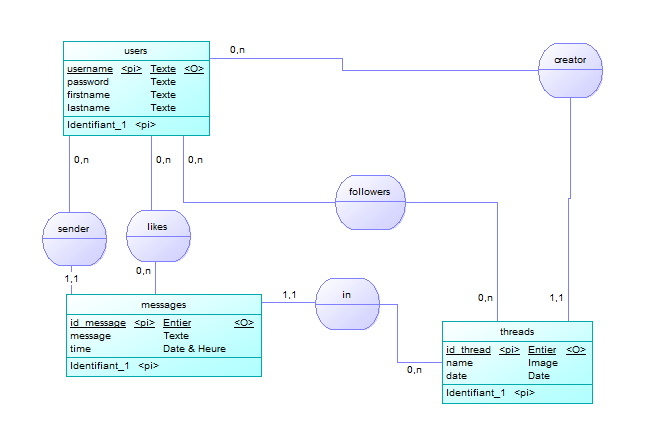 users
username <pi> Texte <O>
password Texte
firstname Texte
lastname Texte
Identifiant_1 <pi>
0,n
creator
0,n
0,n
0,n
followers
sender
likes
1,1
0,n
messages
id_message <pi> Entier <O>
message Texte
time Date & Heure
Identifiant_1 <pi>
1,1
in
0,n
0,n
1,1
threads
id_thread <pi> Entier <O>
name Image
date Date
Identifiant_1 <pi>